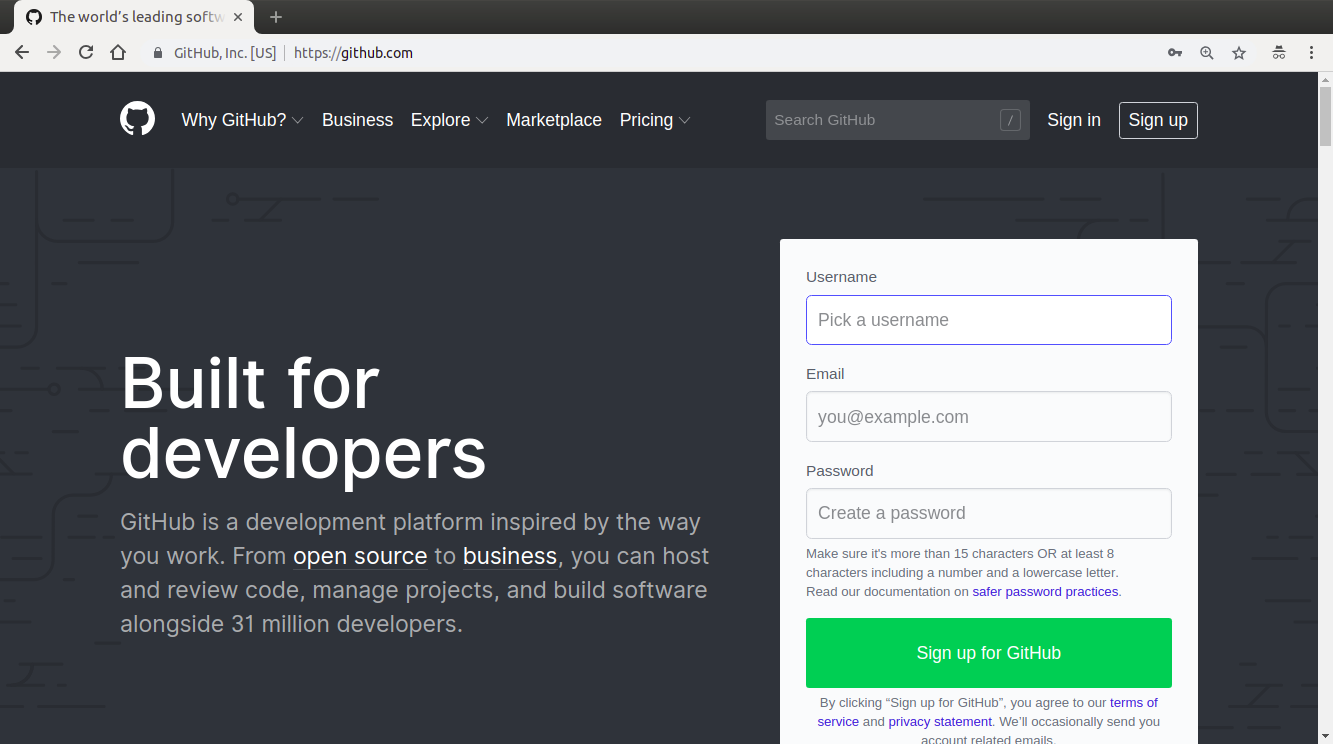 The world's leading softw
GitHub, Inc. [US] | https://github.com
Why GitHub? Business Explore Marketplace Pricing Search GitHub / Sign in Sign up
Built for
developers
GitHub is a development platform inspired by the way
you work. From open source to business, you can host
and review code, manage projects, and build software
alongside 31 million developers.
Username
Pick a username
Email
you@example.com
Password
Create a password
Make sure it's more than 15 characters OR at least 8
characters including a number and a lowercase letter.
Read our documentation on safer password practices.
Sign up for GitHub
By clicking “Sign up for GitHub”, you agree to our terms of
service and privacy statement. We’ll occasionally send you
account related emails.